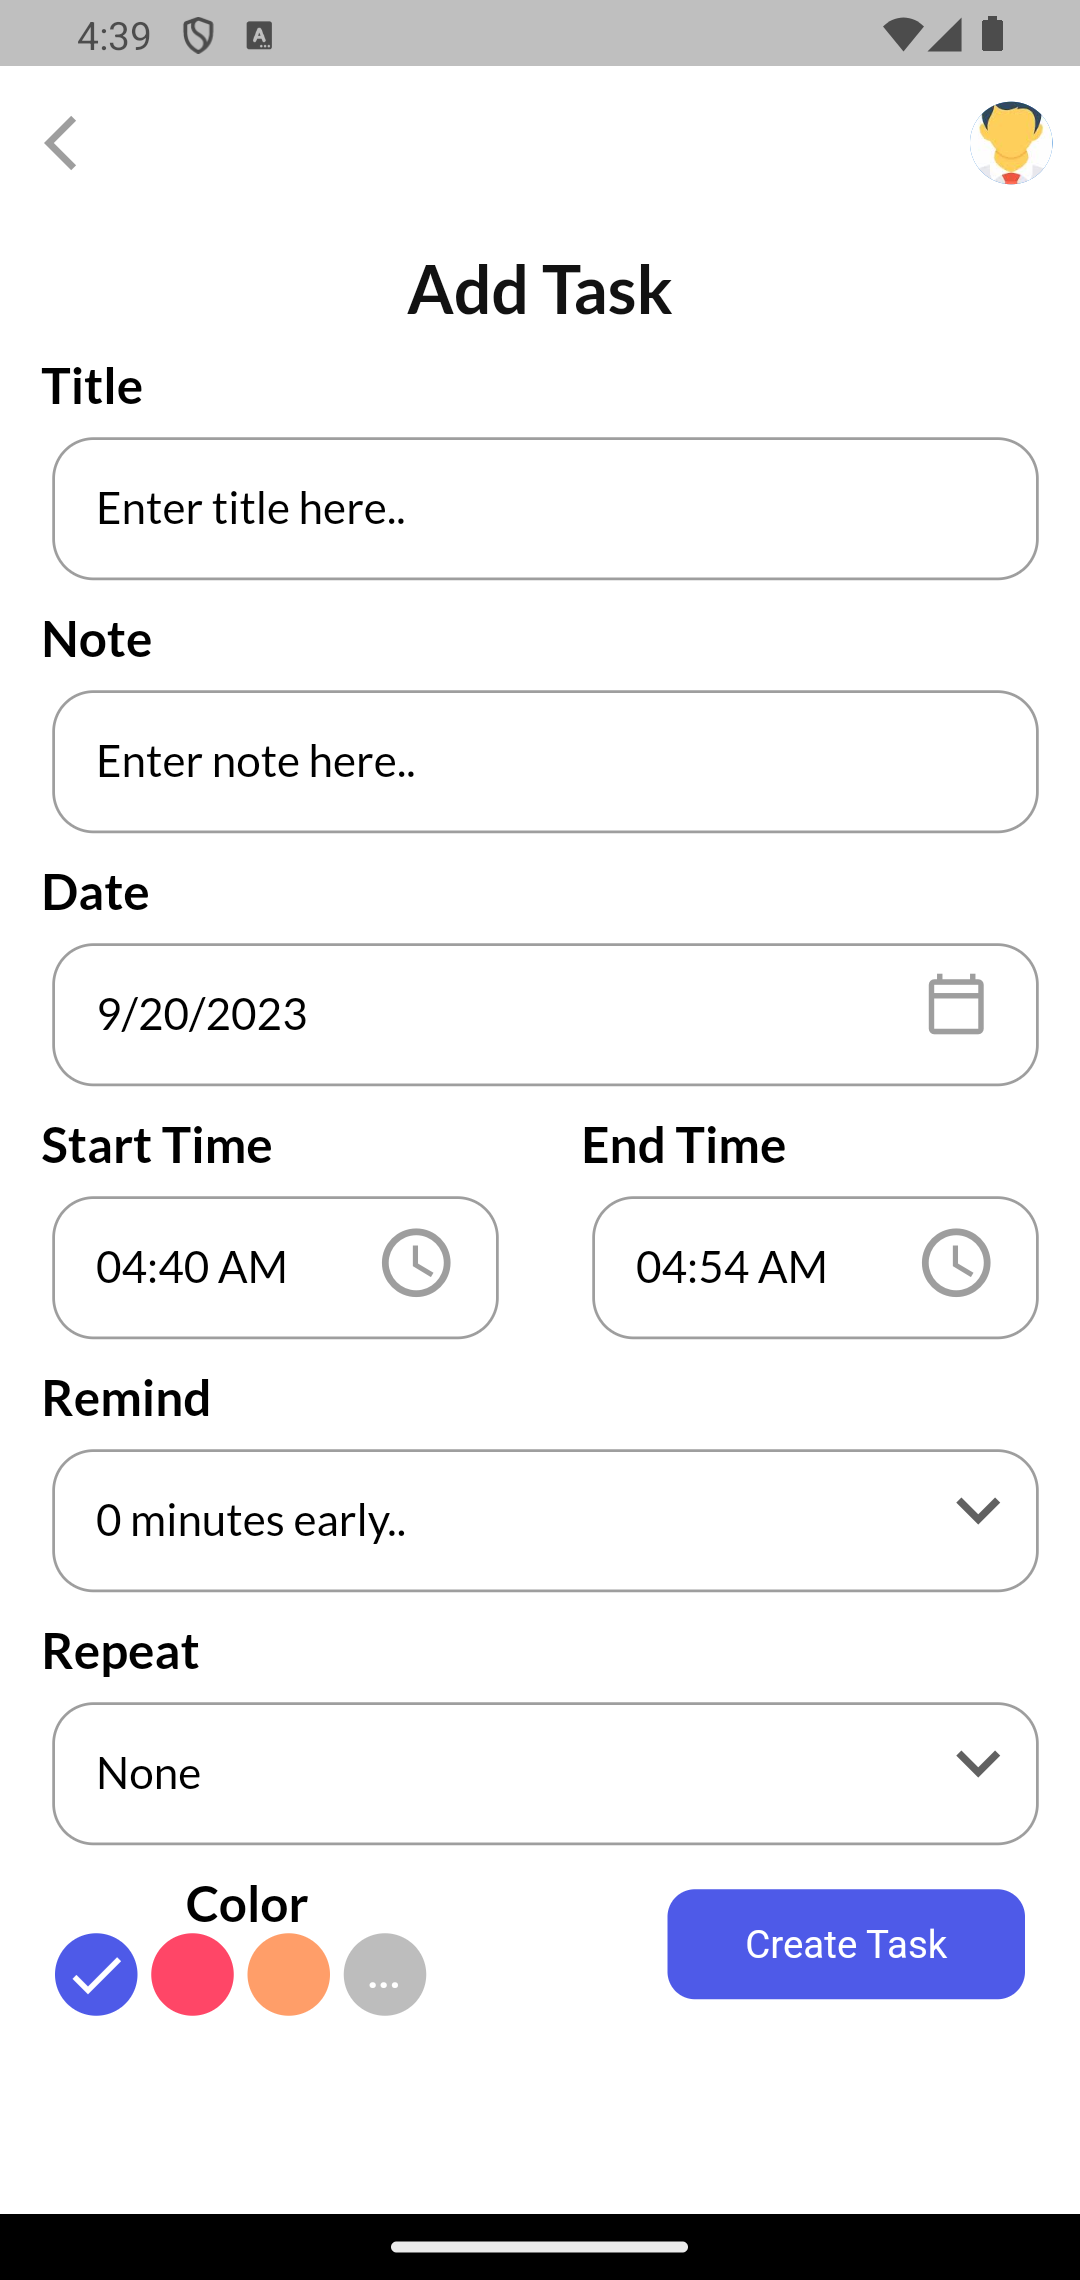 4:39
Add Task
Title
Enter title here..
Note
Enter note here..
Date
9/20/2023
Start Time End Time
04:40 AM 04:54 AM
Remind
0 minutes early..
Repeat
None
Color
...
Create Task